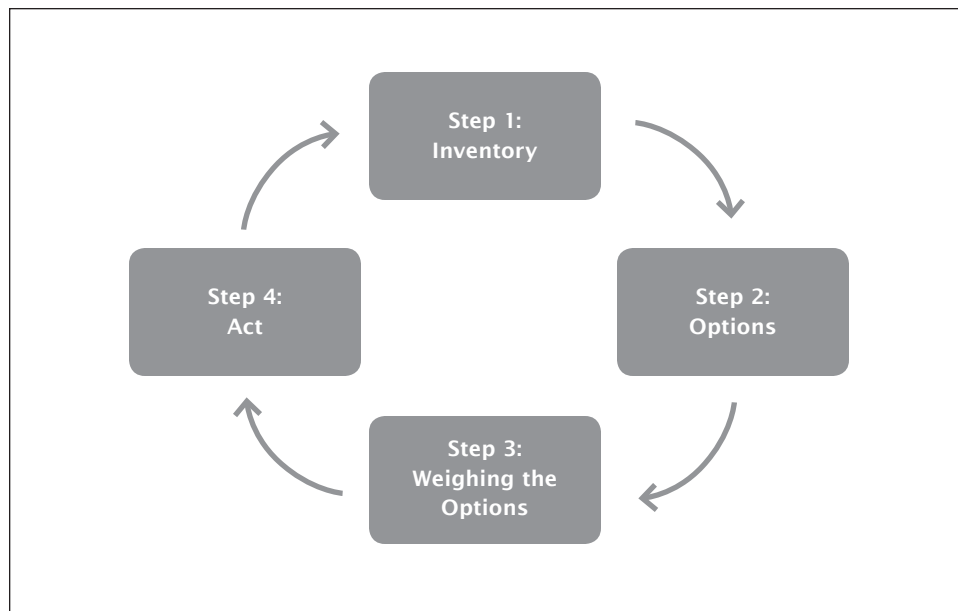 Step 1:
Inventory
Step 2:
Options
Step 3:
Weighing the
Options
Step 4:
Act